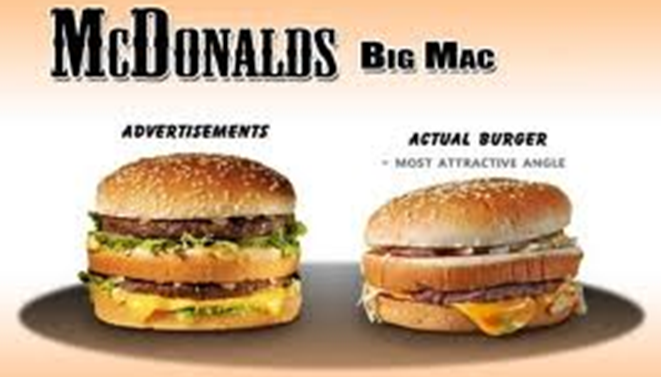 McDonalds Big Mac
Advertisements
Actual Burger
- Most Attractive Angle